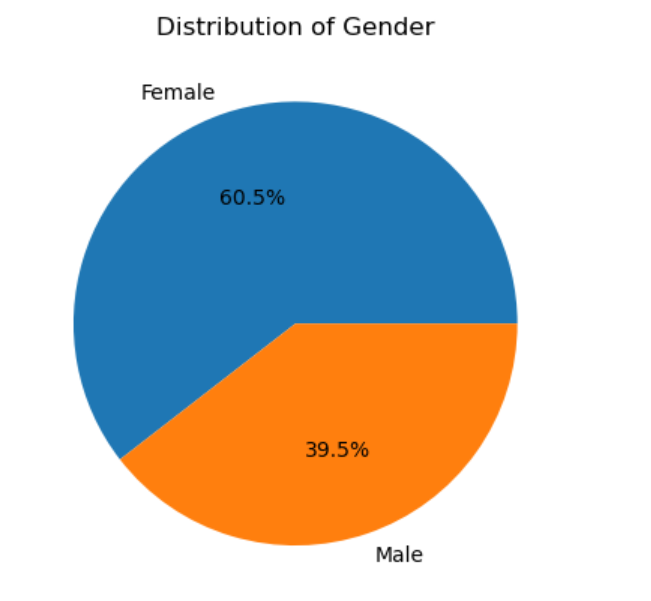 Distribution of Gender
Female
60.5%
39.5%
Male